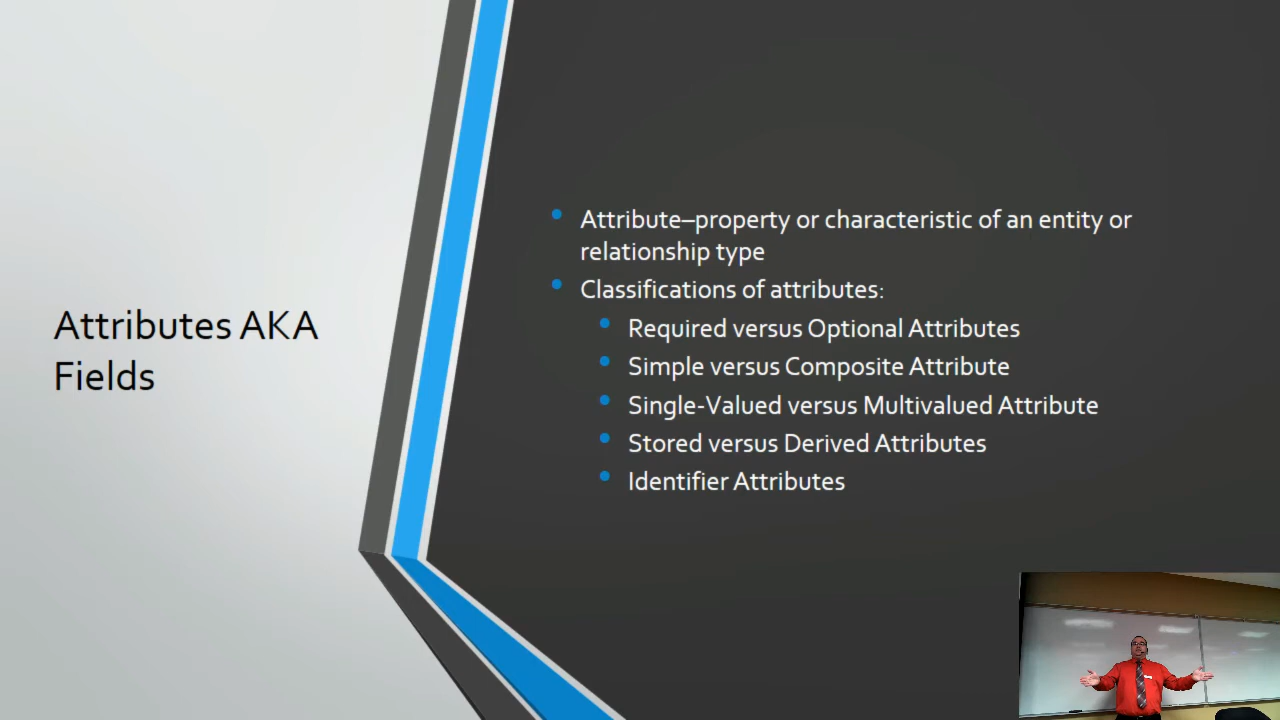 Attributes AKA
Fields
Attribute–property or characteristic of an entity or
relationship type
Classifications of attributes:
Required versus Optional Attributes
Simple versus Composite Attribute
Single-Valued versus Multivalued Attribute
Stored versus Derived Attributes
Identifier Attributes